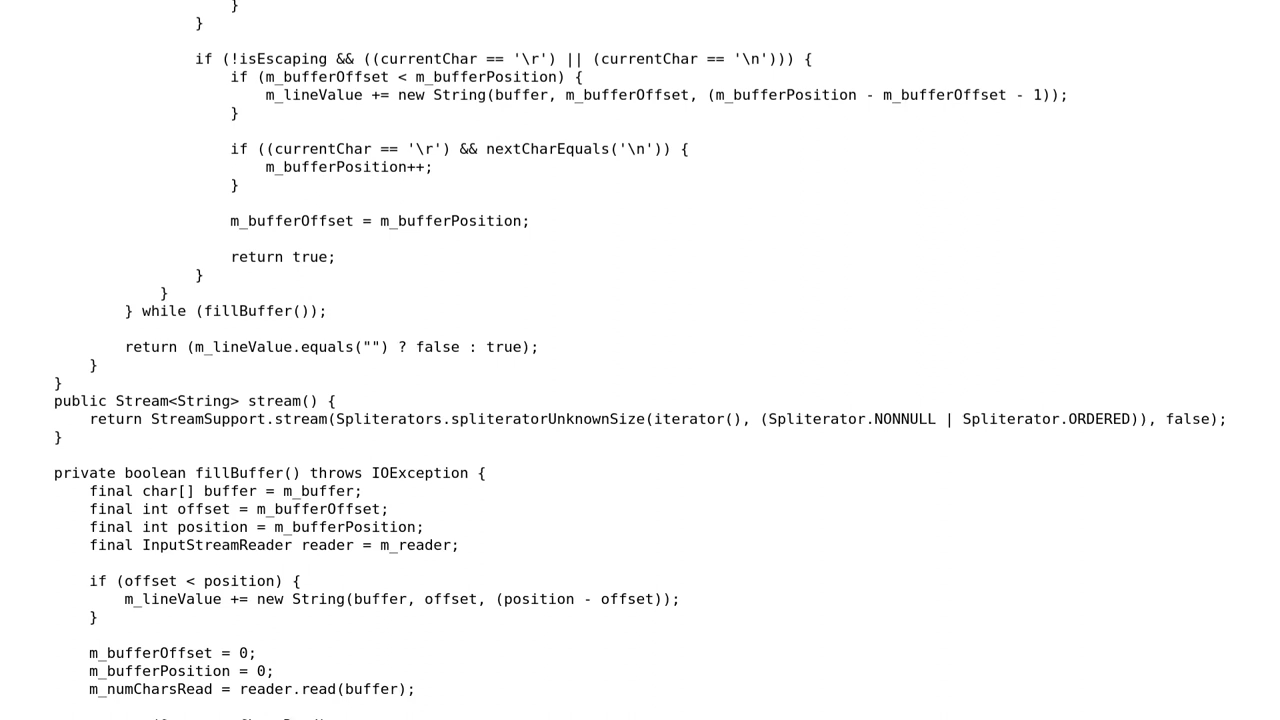 }
}
if (!isEscaping && ((currentChar == '\r') || (currentChar == '\n'))) {
if (m_bufferOffset < m_bufferPosition) {
m_lineValue += new String(buffer, m_bufferOffset, (m_bufferPosition - m_bufferOffset - 1));
}
if ((currentChar == '\r') && nextCharEquals('\n')) {
m_bufferPosition++;
}
m_bufferOffset = m_bufferPosition;
return true;
}
}
} while (fillBuffer());
return (m_lineValue.equals("") ? false : true);
}
}
public Stream<String> stream() {
return StreamSupport.stream(Spliterators.spliteratorUnknownSize(iterator(), (Spliterator.NONNULL | Spliterator.ORDERED)), false);
}
private boolean fillBuffer() throws IOException {
final char[] buffer = m_buffer;
final int offset = m_bufferOffset;
final int position = m_bufferPosition;
final InputStreamReader reader = m_reader;
if (offset < position) {
m_lineValue += new String(buffer, offset, (position - offset));
}
m_bufferOffset = 0;
m_bufferPosition = 0;
m_numCharsRead = reader.read(buffer);